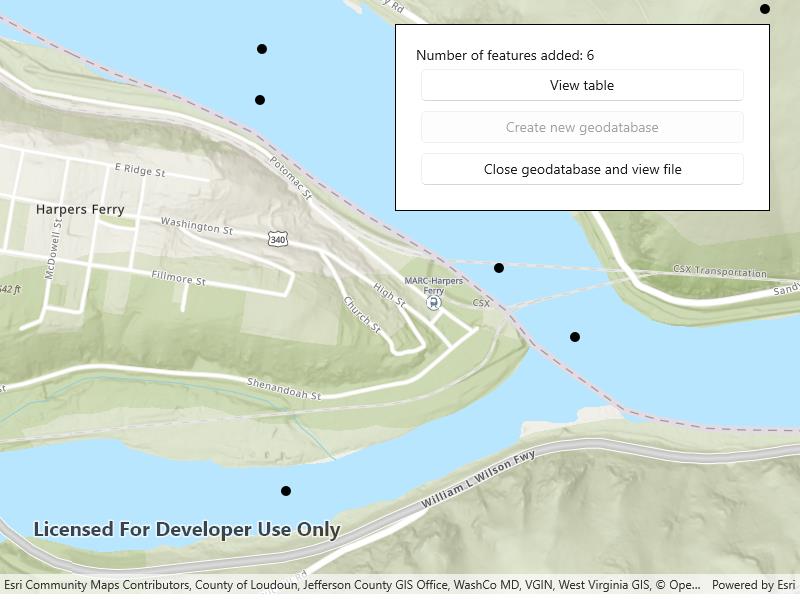 Number of features added: 6
View table
Create new geodatabase
Close geodatabase and view file
E Ridge St
Potomac St
Harpers Ferry
Washington St
340
McDowell St
Fillmore St
High St
Church St
MARC-Harpers
Ferry
CSX
CSX Transportation
Sandy
Shenandoah St
William L Wilson Fwy
Licensed For Developer Use Only
Esri Community Maps Contributors, County of Loudoun, Jefferson County GIS Office, WashCo MD, VGIN, West Virginia GIS, © Ope...
Powered by Esri